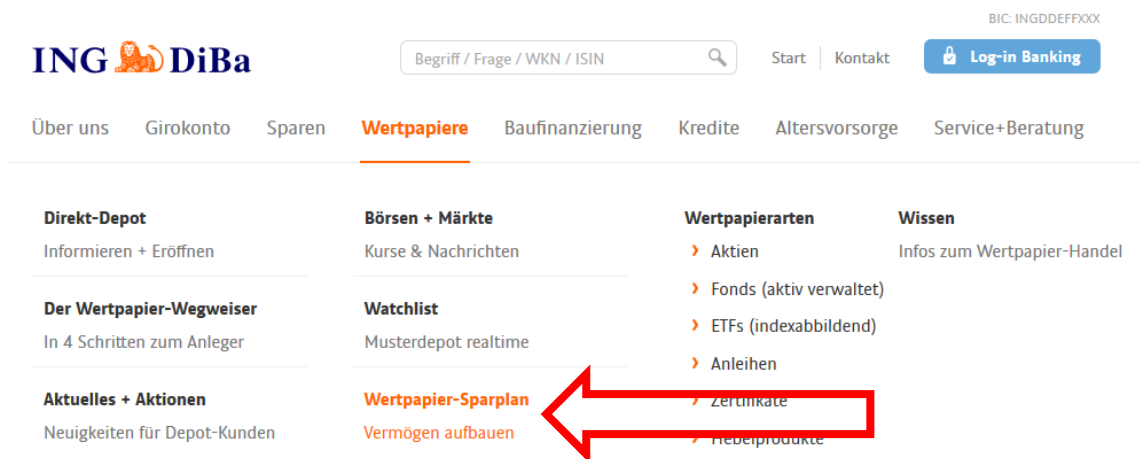 BIC: INGDDEFFXXX
ING DiBa
Begriff / Frage / WKN / ISIN
Start
Kontakt
Log-in Banking
Über uns
Girokonto
Sparen
Wertpapiere
Baufinanzierung
Kredite
Altersvorsorge
Service+Beratung
Direkt-Depot
Informieren + Eröffnen
Der Wertpapier-Wegweiser
In 4 Schritten zum Anleger
Aktuelles + Aktionen
Neuigkeiten für Depot-Kunden
Börsen + Märkte
Kurse & Nachrichten
Watchlist
Musterdepot realtime
Wertpapier-Sparplan
Vermögen aufbauen
Wertpapierarten
Aktien
Fonds (aktiv verwaltet)
ETFs (indexabbildend)
Anleihen
Zertifikate
Hebelprodukte
Wissen
Infos zum Wertpapier-Handel